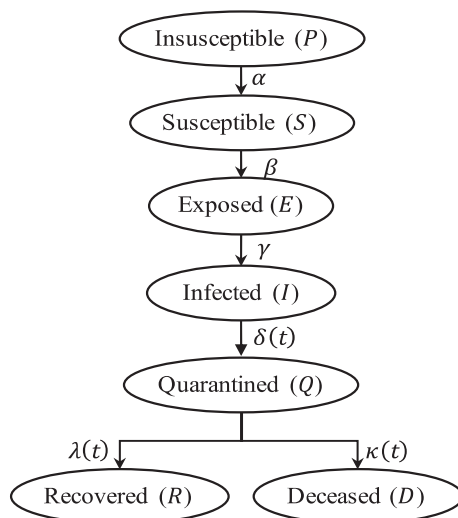 Insusceptible (P)
α
Susceptible (S)
β
Exposed (E)
γ
Infected (I)
δ(t)
Quarantined (Q)
λ(t) κ(t)
Recovered (R) Deceased (D)